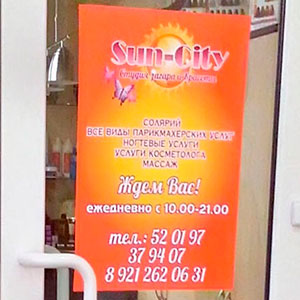 Sun-City
студия загара и красоты
СОЛЯРИЙ
ВСЕ ВИДЫ ПАРИКМАХЕРСКИХ УСЛУГ
НОГТЕВЫЕ УСЛУГИ
УСЛУГИ КОСМЕТОЛОГА
МАССАЖ
Ждем Вас!
ежедневно с 10.00-21.00
тел.: 52 01 97
37 94 07
8 921 262 06 31